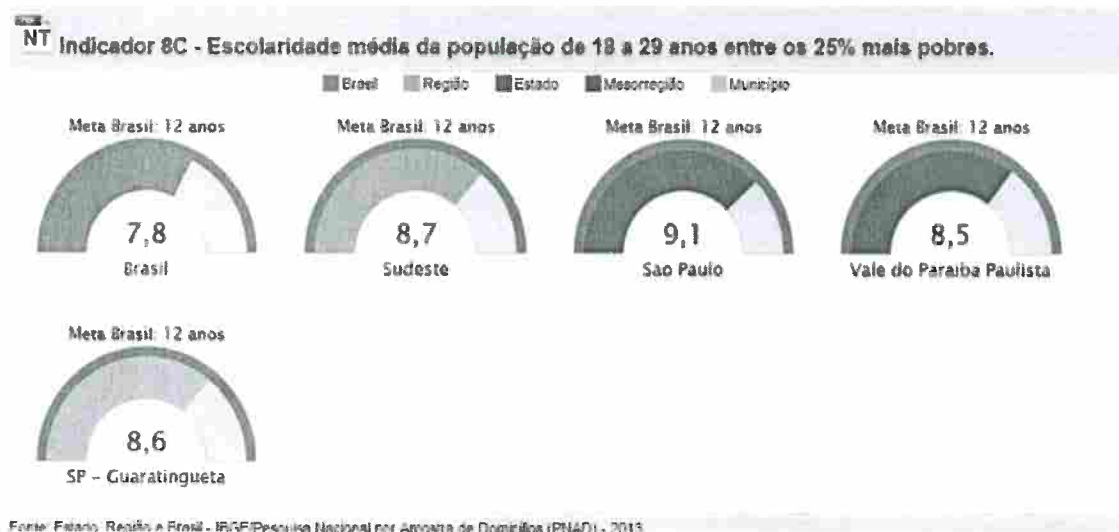 NT Indicador 8C - Escolaridade média da população de 18 a 29 anos entre os 25% mais pobres.
Brasil Região Estado Mesorregião Município
Meta Brasil: 12 anos
7,8
Brasil
Meta Brasil: 12 anos
8,7
Sudeste
Meta Brasil: 12 anos
9,1
Sao Paulo
Meta Brasil: 12 anos
8,5
Vale do Paraiba Paulista
Meta Brasil: 12 anos
8,6
SP - Guaratingueta
Fonte: Estado, Região e Brasil - IBGE/Pesquisa Nacional por Amostra de Domicílios (PNAD) - 2013